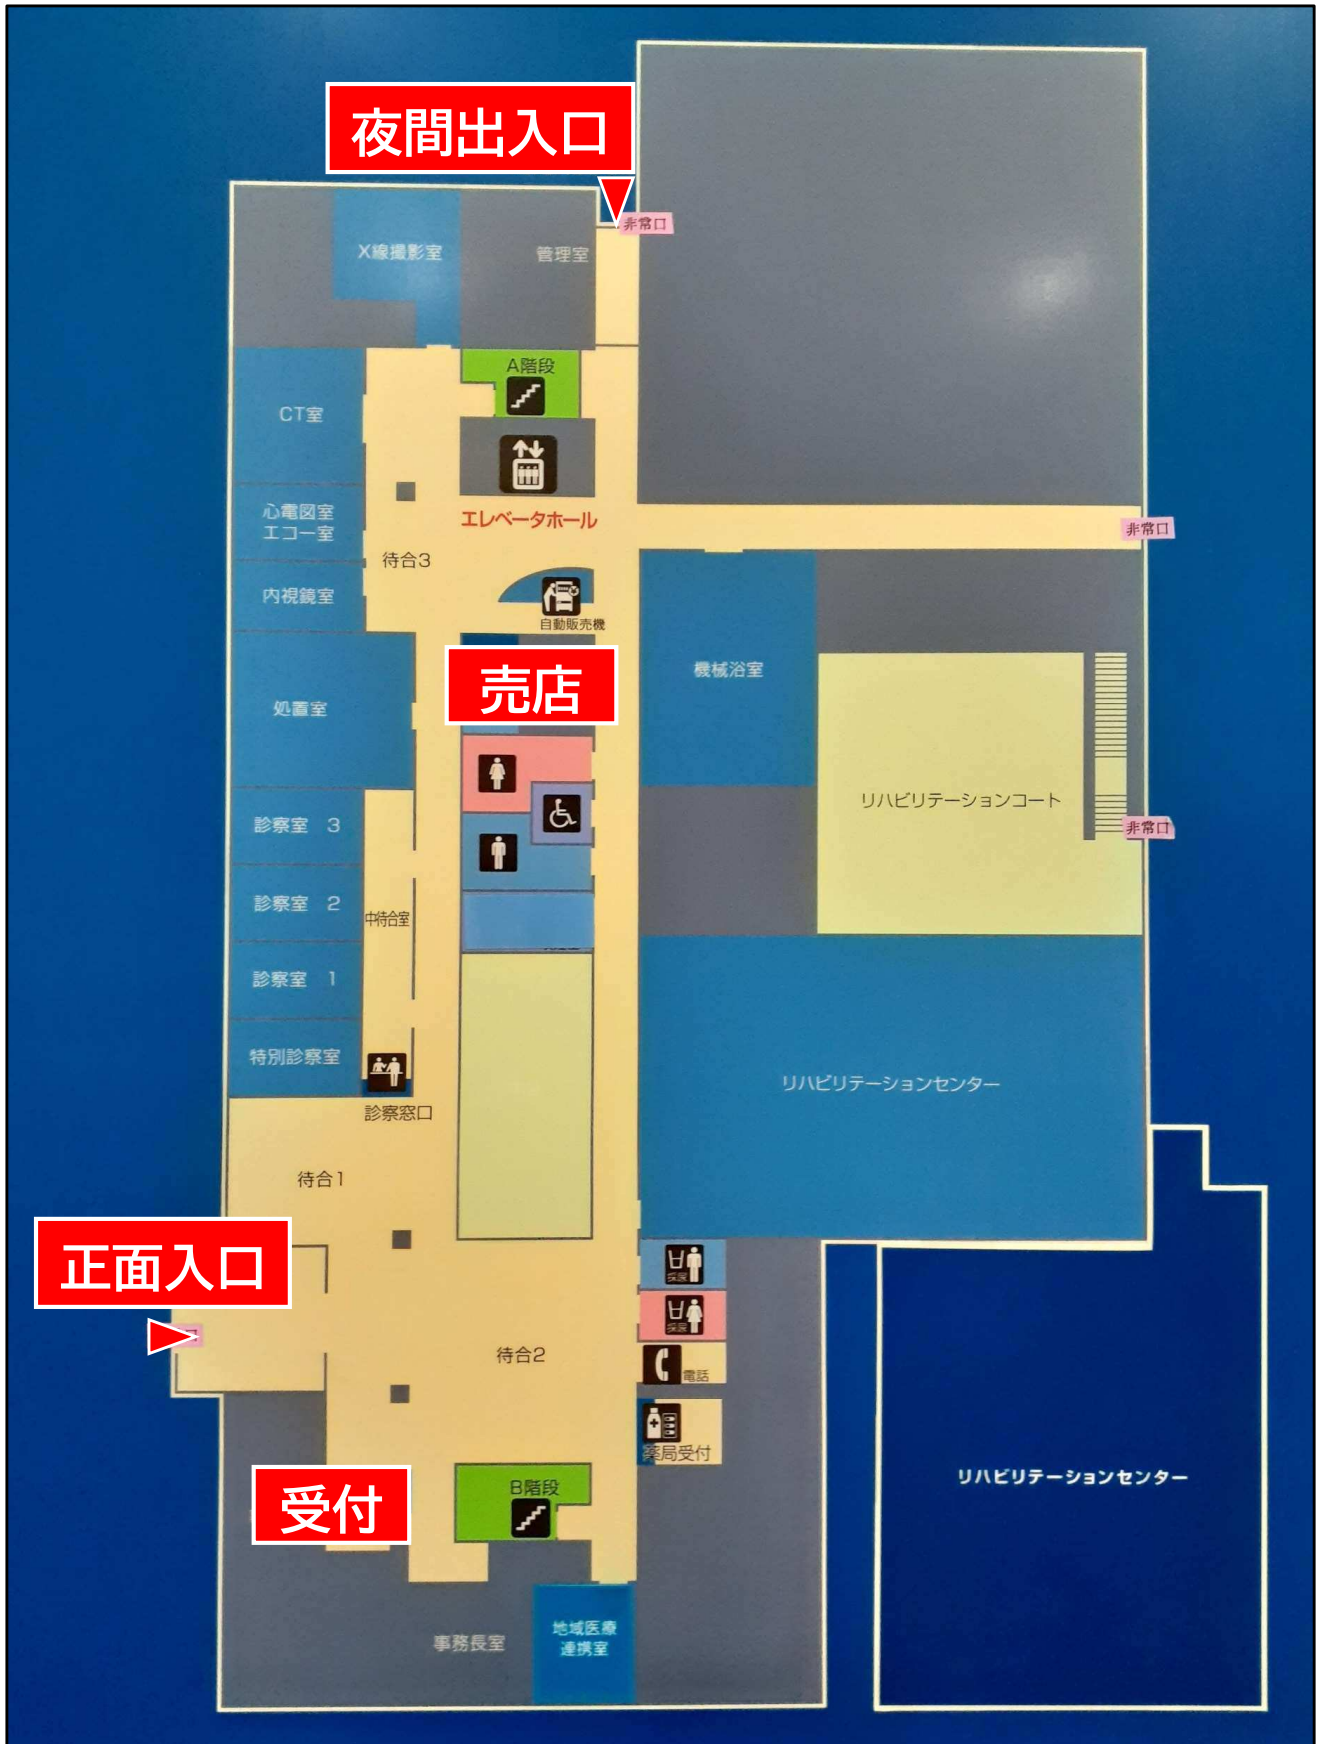 夜間出入口
非常口
X線撮影室
管理室
A階段
CT室
エレベータホール
心電図室
エコー室
非常口
待合3
内視鏡室
自動販売機
売店
機械浴室
処置室
リハビリテーションコート
診察室 3
非常口
診察室 2
中待合室
診察室 1
特別診察室
リハビリテーションセンター
診察窓口
待合1
正面入口
採尿
採尿
口
待合2
電話
薬局受付
リハビリテーションセンター
B階段
受付
地域医療
連携室
事務長室